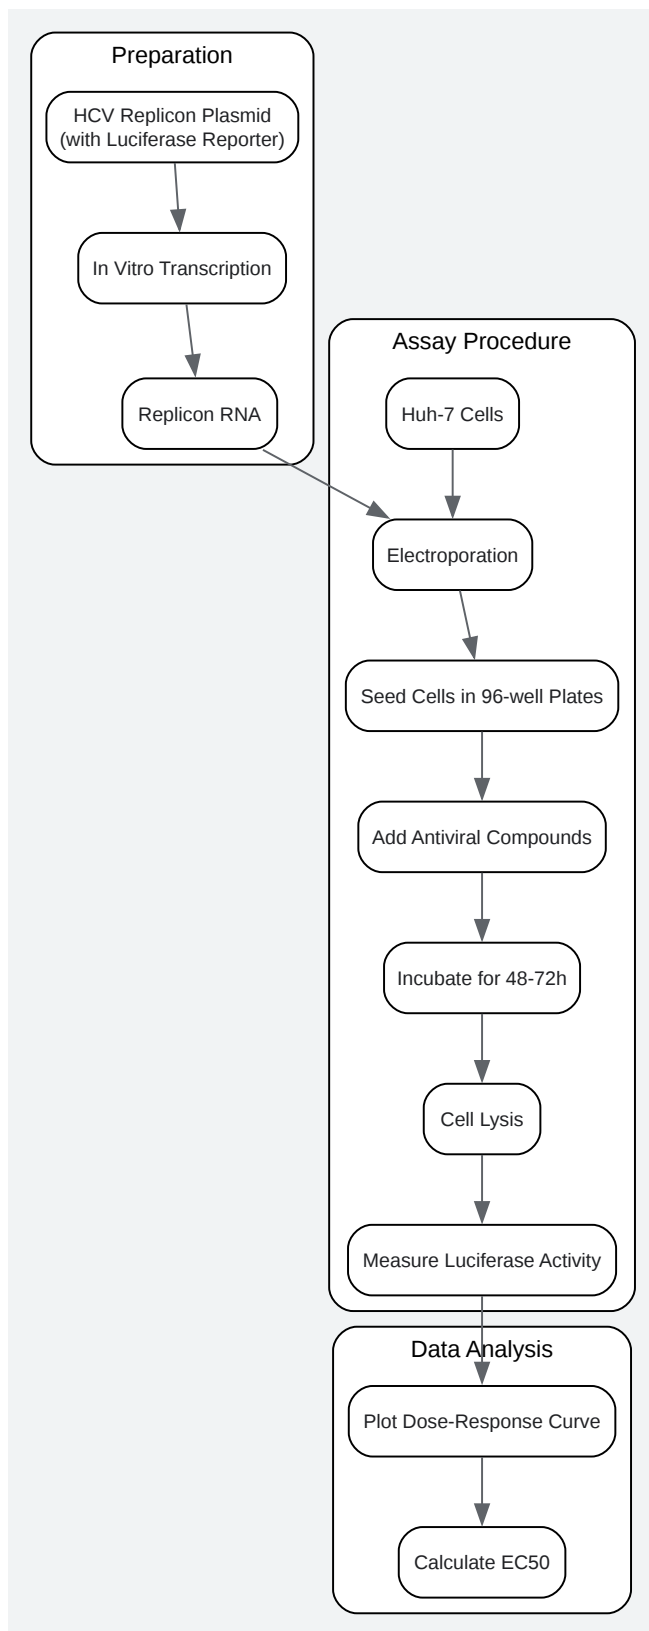 Preparation
HCV Replicon Plasmid
(with Luciferase Reporter)
In Vitro Transcription
Replicon RNA
Assay Procedure
Huh-7 Cells
Electroporation
Seed Cells in 96-well Plates
Add Antiviral Compounds
Incubate for 48-72h
Cell Lysis
Measure Luciferase Activity
Data Analysis
Plot Dose-Response Curve
Calculate EC50